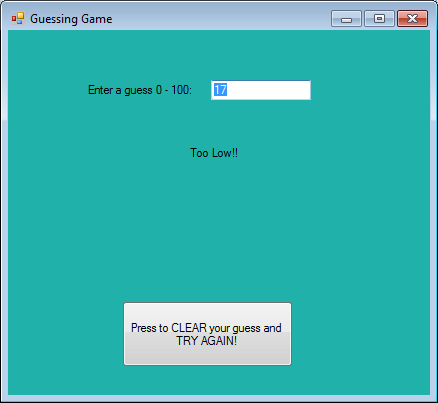 Guessing Game
Enter a guess 0 - 100: 17
Too Low!!
Press to CLEAR your guess and
TRY AGAIN!